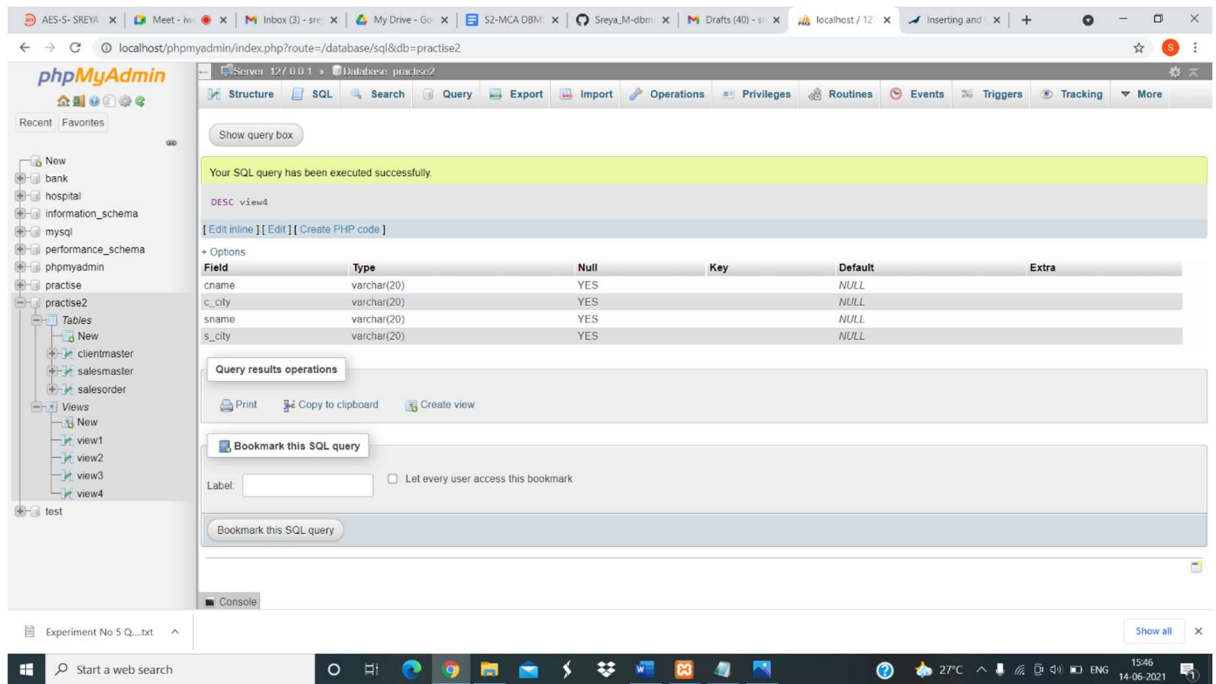 AES-S- SREYA Meet - iw Inbox (3) - sre My Drive - Go S2-MCA DBM Sreya_M-dbm Drafts (40) - s localhost / 127 Inserting and
localhost/phpmyadmin/index.php?route=/database/sql&db=practise2 S
phpMyAdmin
Recent Favorites
New
bank
hospital
information_schema
mysql
performance_schema
phpmyadmin
practise
practise2
Tables
New
clientmaster
salesmaster
salesorder
Views
New
view1
view2
view3
view4
test
Server: 127.0.0.1 » Database: practise2
Structure SQL Search Query Export Import Operations Privileges Routines Events Triggers Tracking More
Show query box
Your SQL query has been executed successfully.
DESC view4
[ Edit inline ] [ Edit ] [ Create PHP code ]
+ Options
Field Type Null Key Default Extra
cname varchar(20) YES NULL
c_city varchar(20) YES NULL
sname varchar(20) YES NULL
s_city varchar(20) YES NULL
Query results operations
Print Copy to clipboard Create view
Bookmark this SQL query
Label: Let every user access this bookmark
Bookmark this SQL query
Console
Experiment No 5 Q....txt Show all
Start a web search 27°C ENG 15:46
14-06-2021